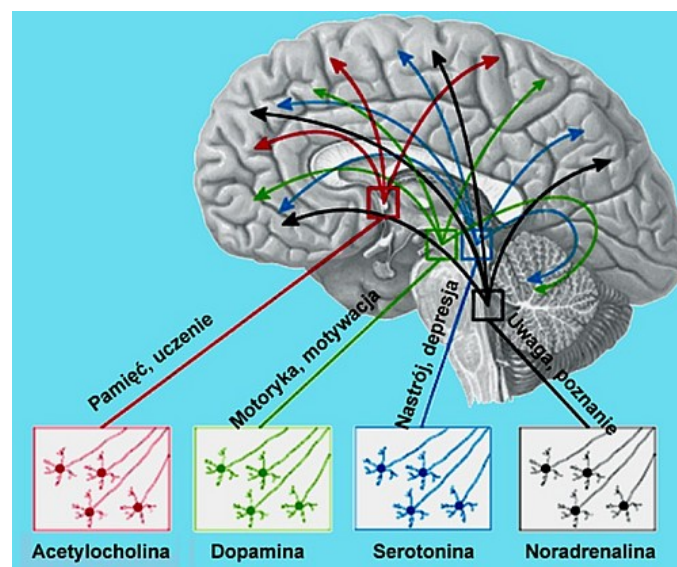 Pamięć, uczenie
Motoryka, motywacja
Nastrój, depresja
Uwaga, poznanie
Acetylocholina
Dopamina
Serotonina
Noradrenalina